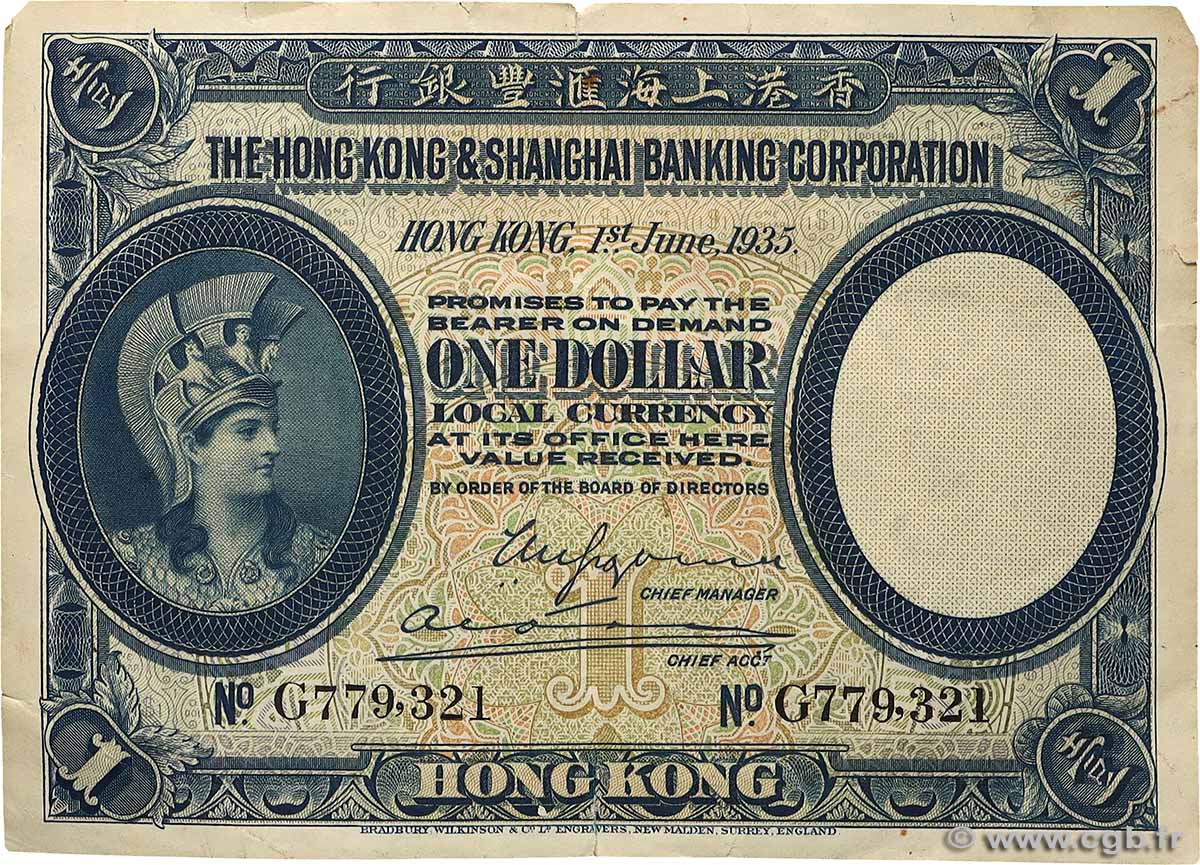 香港上海滙豐銀行
1
THE HONG KONG & SHANGHAI BANKING CORPORATION
HONG KONG, 1st June, 1935.
PROMISES TO PAY THE
BEARER ON DEMAND
ONE DOLLAR
LOCAL CURRENCY
AT ITS OFFICE HERE
VALUE RECEIVED.
BY ORDER OF THE BOARD OF DIRECTORS
CHIEF MANAGER
CHIEF ACCT
1
No. G779,321
No. G779,321
1
HONG KONG
BRADBURY, WILKINSON & Co. Ld. ENGRAVERS, NEW MALDEN, SURREY, ENGLAND
© www.cgb.fr